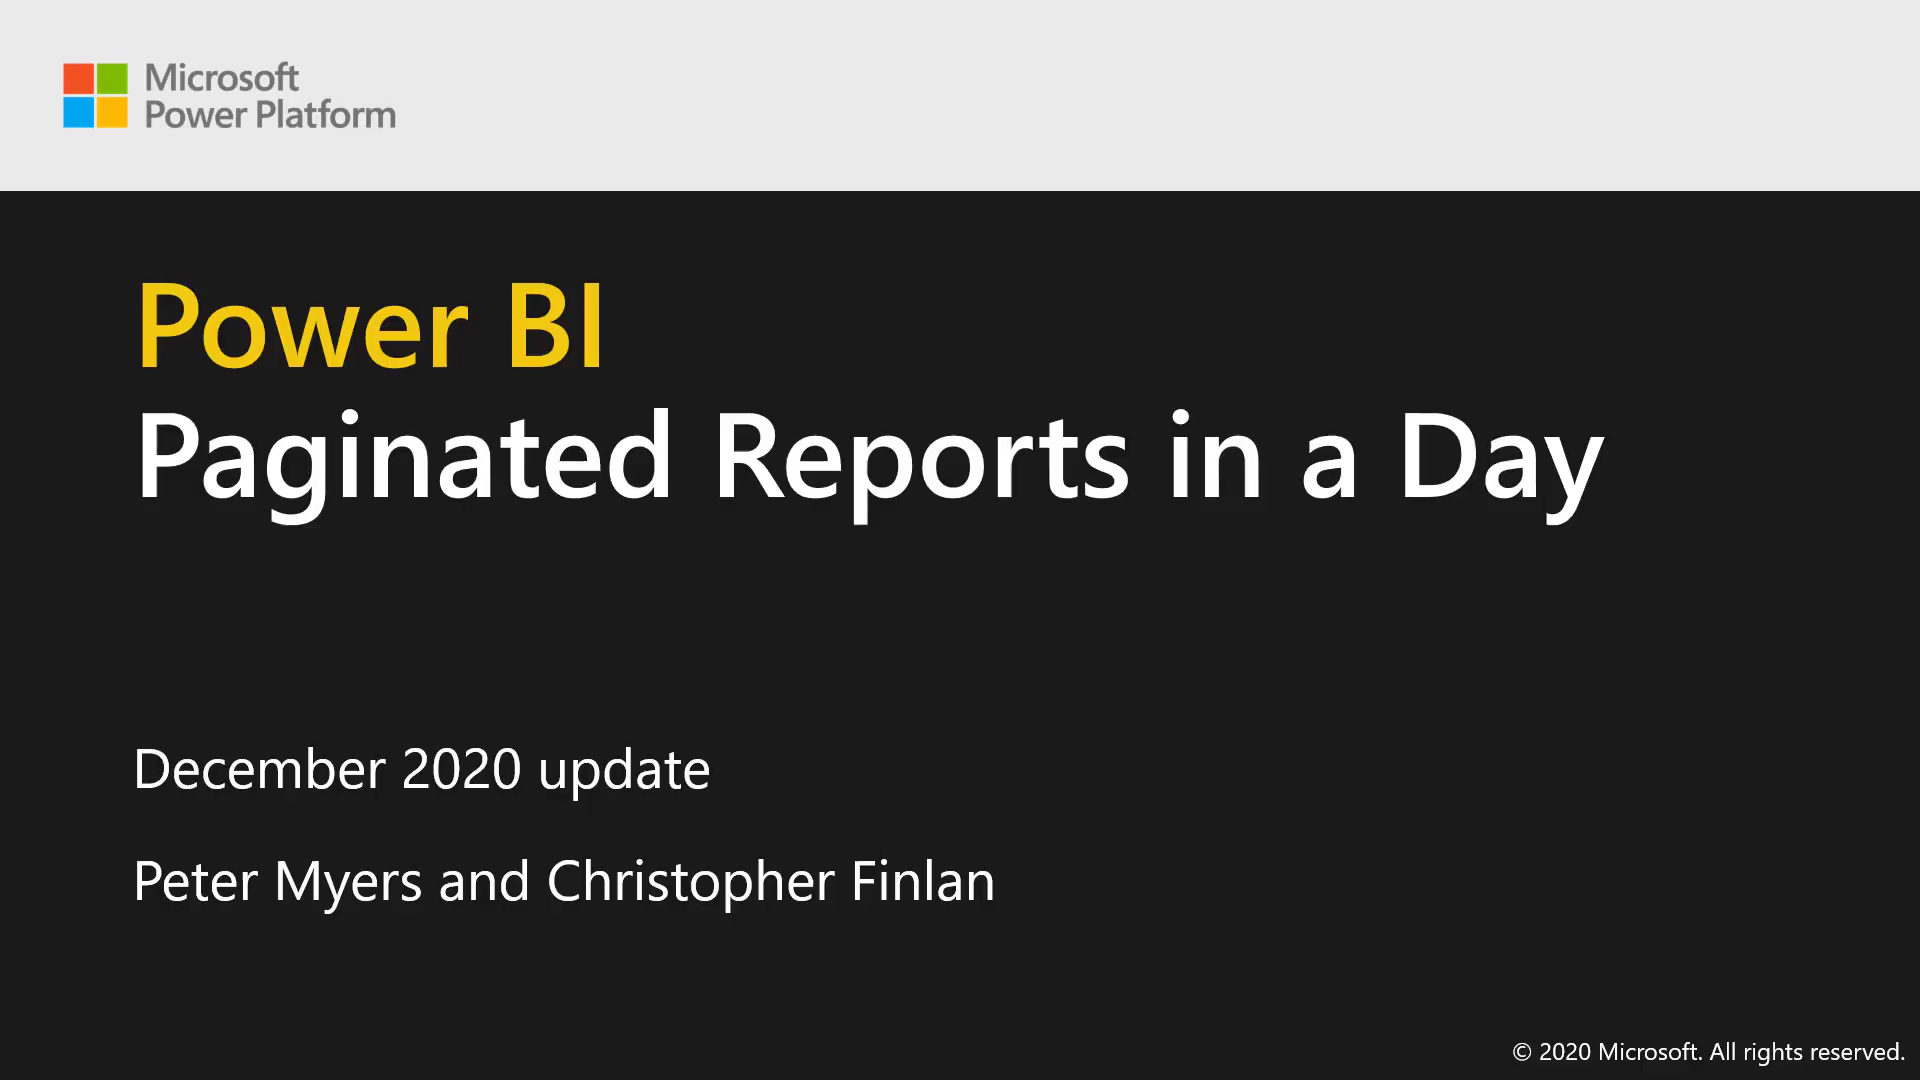 Microsoft
Power Platform
Power BI
Paginated Reports in a Day
December 2020 update
Peter Myers and Christopher Finlan
© 2020 Microsoft. All rights reserved.